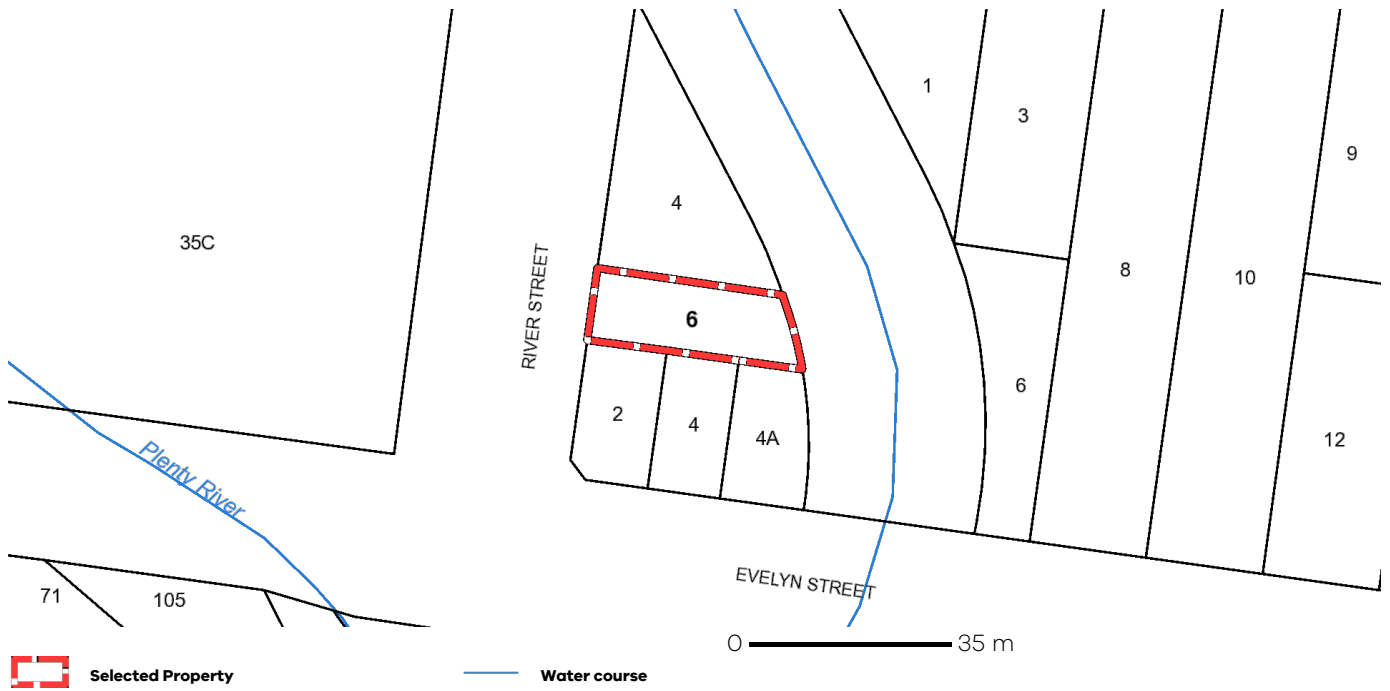 1
3
9
4
35C
RIVER STREET
6
8
10
6
2
4
4A
12
Plenty River
71
105
EVELYN STREET
0 35 m
Selected Property
Water course